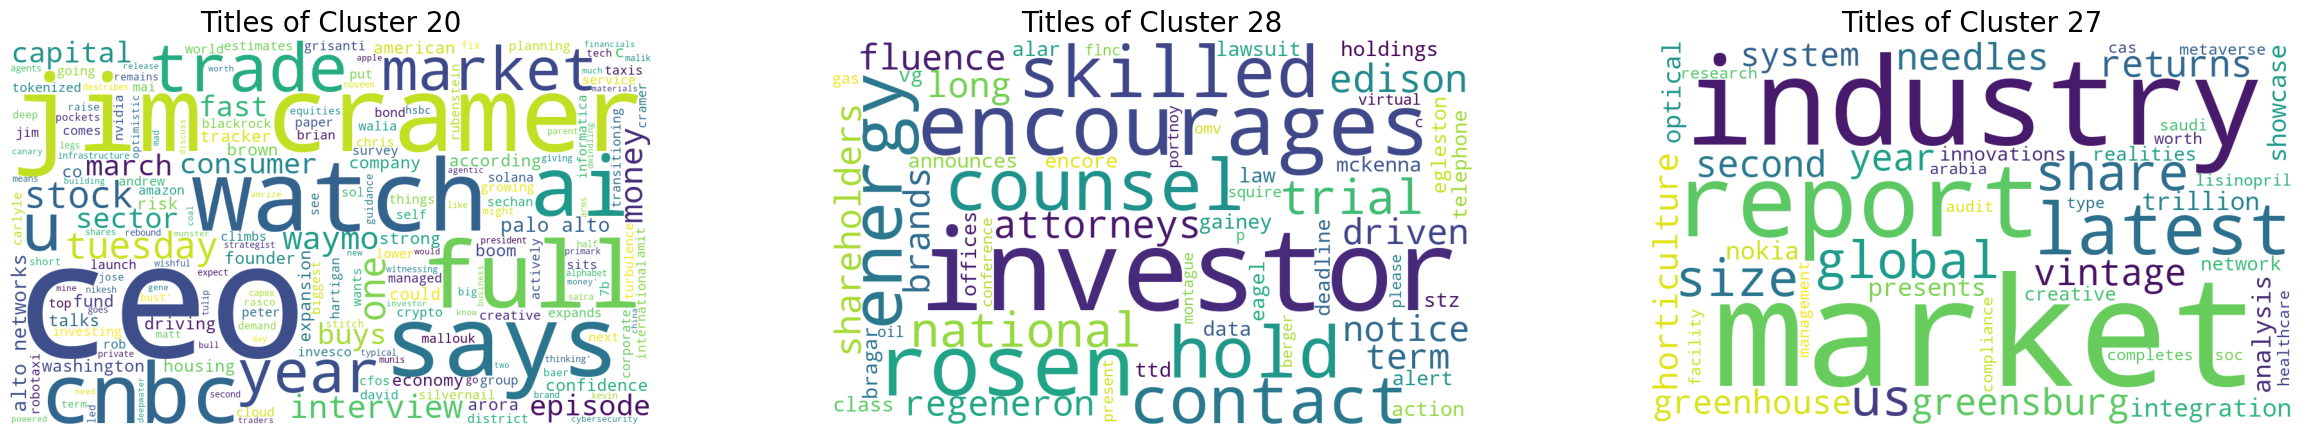 Titles of Cluster 20
capital
trade
market
jim cramer
world
estimates
grisanti
american
fix
planning
financials
agents
going
release
remains
worth
apple
put
tech
c
malik
taxis
tokenized
describes
mai
fast
nuveen
much
service
materials
deep
raise
pockets
nvidia
optimistic
mad
blackrock
equities
paper
bond
hsbc
cramer
rubenstein
informatica
jim
comes
tracker
brian
walia
chris
discuss
parent
dwindling
legs
canary
infrastructure
march
brown
survey
according
giving
transitioning
money
ai
co
consumer
company
means
building
andrew
amazon
risk
stock
watch
sector
sol
solana
agentic
growing
like
might
sechan
things
self
guidance
see
umrize
carlyle
u
tuesday
waymo
strong
palo alto
arms
shares
rebound
munster
climbs
strategist
lower
would
president
boom
primark
half
short
wishful
founder
launch
expect
jose
ceo
full
one
managed
sits
alphabet
money'
turbulence
amit
international
corporate
alto networks
robotaxi
mine
nikesh
gene
bust'
tulip
capex
rasco
goes
expansion
biggest
hartigan
wants
could
witnessing
investor
actively
saira
7b
business
top
fund
talks
peter
demand
day
driving
investing
matt
buys
crypto
big
creative
expands
know
says
rob
private
bull
stitch
mallouk
next
invesco
typical
munis
two
thinking'
kevin
washington
housing
year
cfos
economy
go
group
baer
confidence
cnbc
david
silvernail
brand
term
need
led
deepwater
second
interview
arora
episode
district
cybersecurity
powered
cloud
traders
new
coal
china
Titles of Cluster 28
fluence
alar
flnc
lawsuit
holdings
gas
vg
long
skilled
edison
virtual
c
energy
encourages
shareholders
brands
announces
encore
omv
portnoy
mckenna
egleston
telephone
counsel
law
squire
trial
attorneys
gainey
p
driven
offices
conference
investor
eagel
deadline
please
stz
montague
oil
national
data
berger
notice
bragar
rosen
hold
term
ttd
present
contact
alert
class
regeneron
action
Titles of Cluster 27
optical
system
needles
cas
metaverse
returns
research
industry
showcase
saudi
worth
second
year
innovations
arabia
realities
share
lisinopril
report
audit
type
trillion
latest
horticulture
nokia
global
size
vintage
network
management
presents
creative
facility
market
compliance
completes
soc
analysis
healthcare
greenhouse
us
greensburg
integration